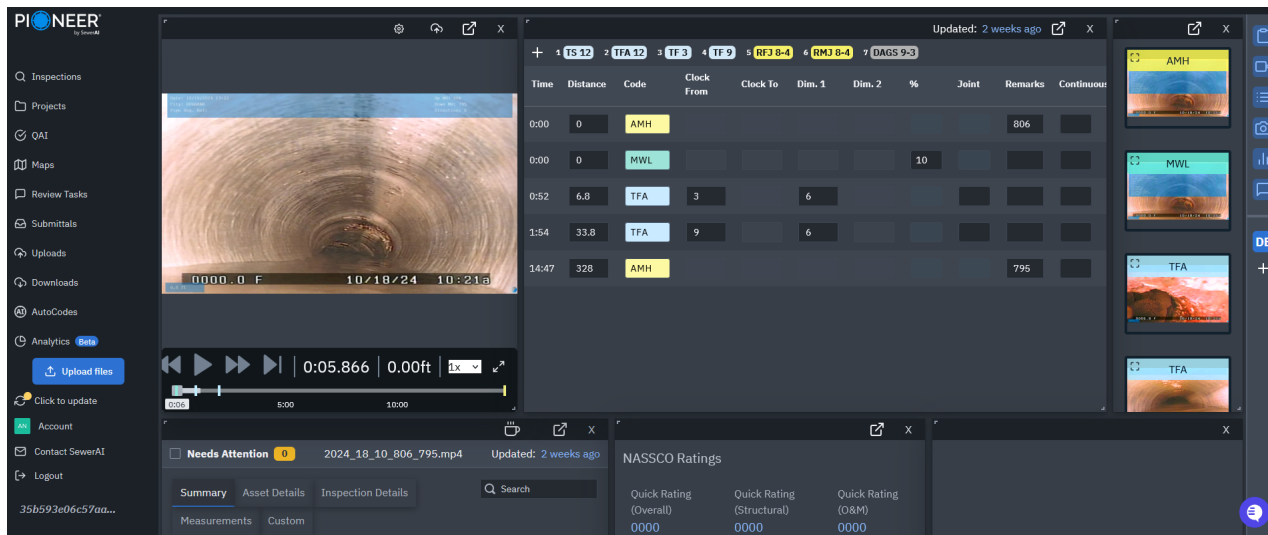 PIONEER
by SewerAI
Inspections
Projects
QAI
Maps
Review Tasks
Submittals
Uploads
Downloads
AutoCodes
Analytics Beta
Upload files
Click to update
AN Account
Contact SewerAI
Logout
35b593e06c57aa...
X
0000.0 F 10/18/24 10:21a
0:05.866 0.00ft 1x
0:06 5:00 10:00
Updated: 2 weeks ago X
+ 1 TS 12 2 TFA 12 3 TF 3 4 TF 9 5 RFJ 8-4 6 RMJ 8-4 7 DAGS 9-3
Time Distance Code Clock From Clock To Dim. 1 Dim. 2 % Joint Remarks Continuous
0:00 0 AMH 806
0:00 0 MWL 10
0:52 6.8 TFA 3 6
1:54 33.8 TFA 9 6
14:47 328 AMH 795
X
AMH
MWL
TFA
TFA
DE
+
X
Needs Attention 0 2024_18_10_806_795.mp4 Updated: 2 weeks ago
Summary Asset Details Inspection Details Search
Measurements Custom
X
NASSCO Ratings
Quick Rating (Overall) Quick Rating (Structural) Quick Rating (O&M)
0000 0000 0000
X